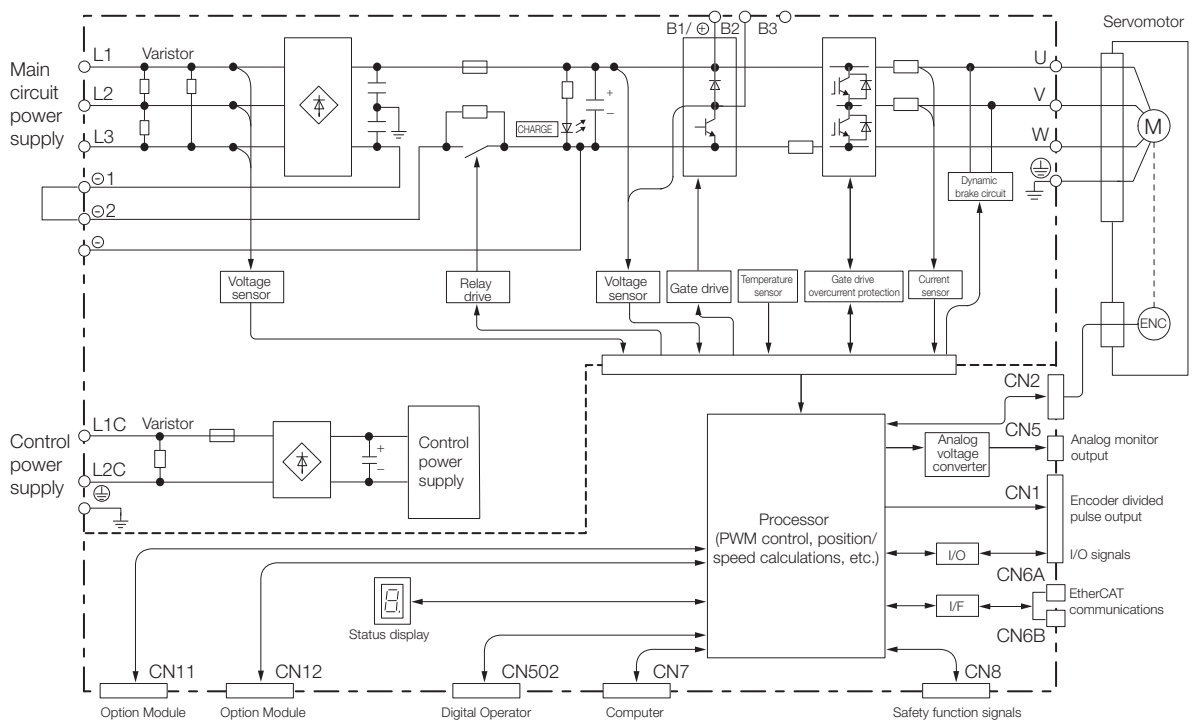 Servomotor
B1/ ⊕
B2
B3
Main
circuit
power
supply
L1
Varistor
L2
L3
⊖ 1
⊖ 2
⊖
CHARGE
+
−
U
V
W
M
Dynamic
brake circuit
Voltage
sensor
Relay
drive
Voltage
sensor
Gate drive
Temperature
sensor
Gate drive
overcurrent protection
Current
sensor
ENC
Control
power
supply
L1C
Varistor
L2C
+
−
Control
power
supply
Processor
(PWM control, position/
speed calculations, etc.)
CN2
CN5
Analog
voltage
converter
Analog monitor
output
CN1
Encoder divided
pulse output
I/O
I/O signals
CN6A
I/F
EtherCAT
communications
CN6B
8.
Status display
CN11
CN12
CN502
CN7
CN8
Option Module
Option Module
Digital Operator
Computer
Safety function signals